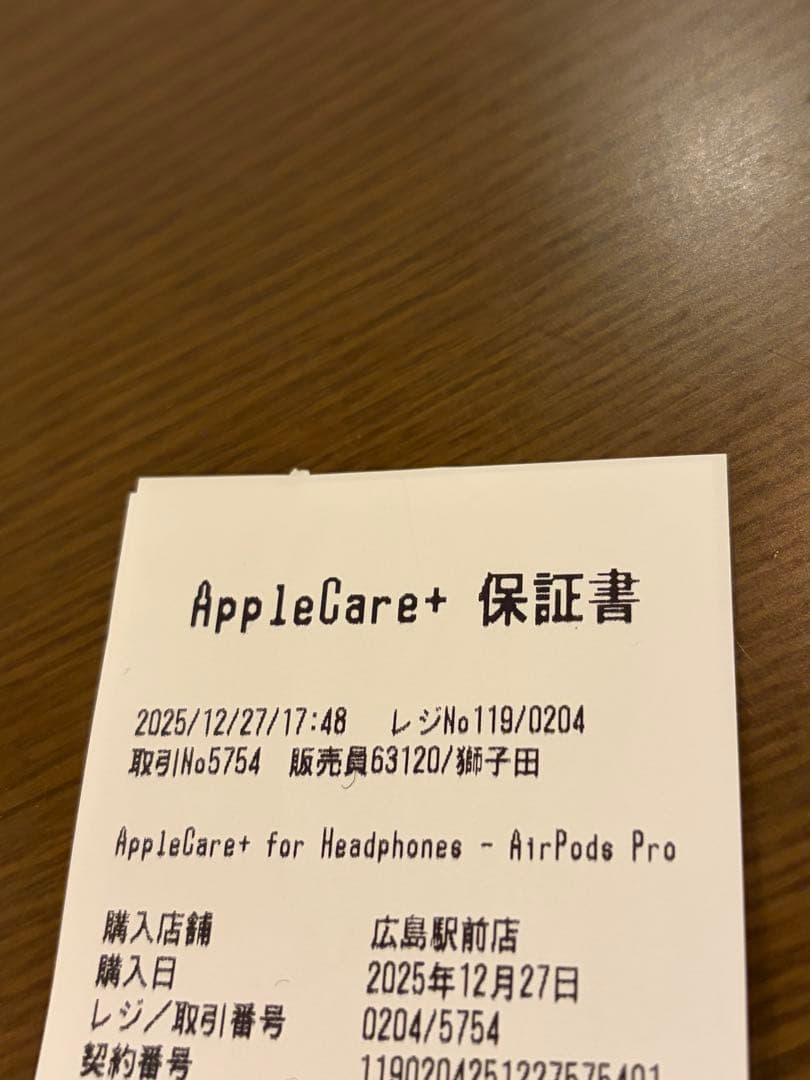 AppleCare+ 保証書
2025/12/27/17:48 レジNo119/0204
取引No5754 販売員63120/獅子田
AppleCare+ for Headphones - AirPods Pro
購入店舗 広島駅前店
購入日 2025年12月27日
レジ/取引番号 0204/5754
契約番号 1190204251227575401